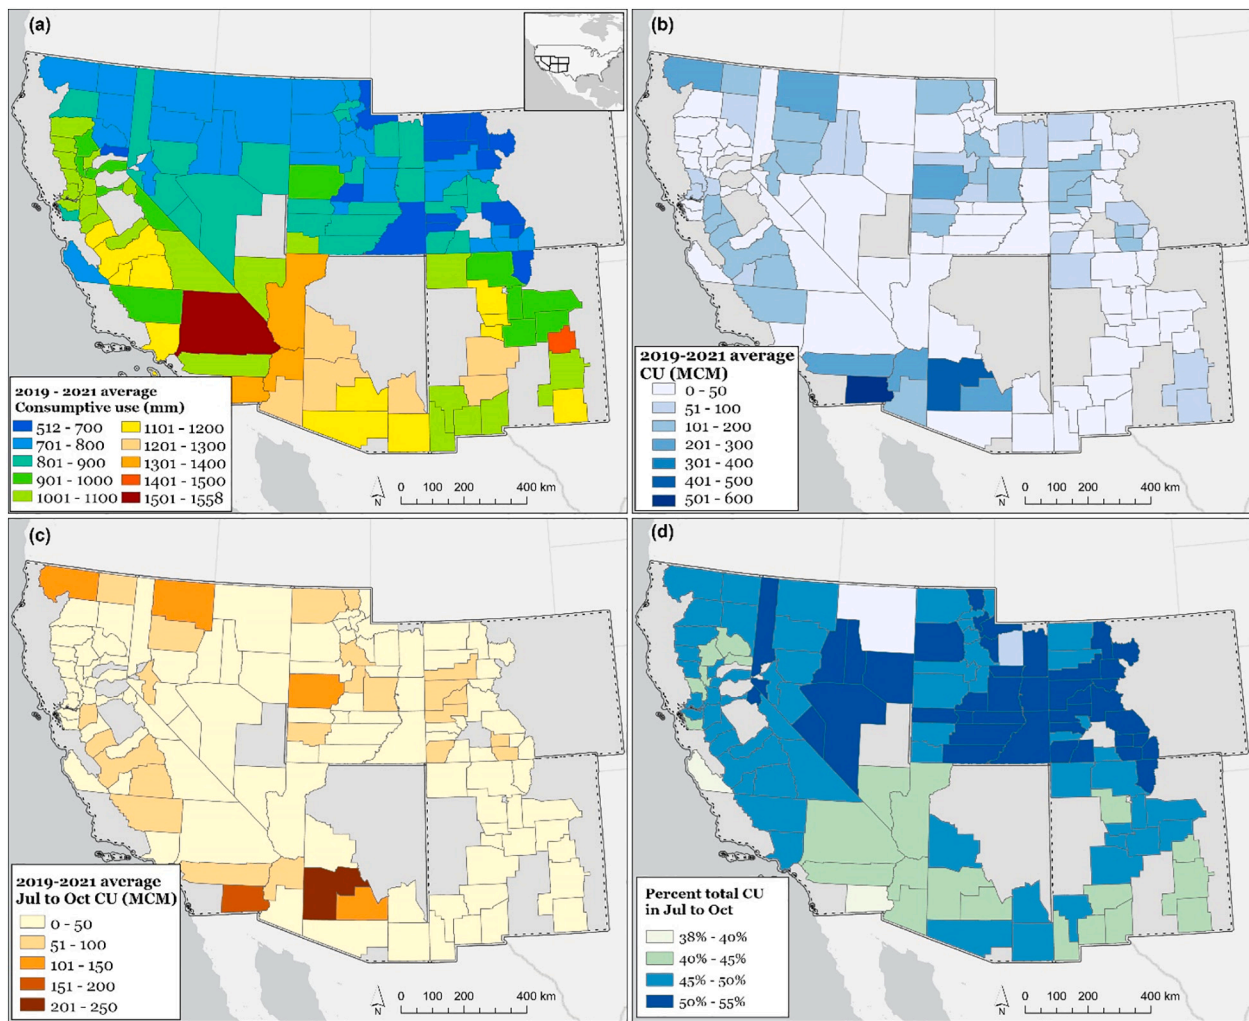 (a)
2019 - 2021 average
Consumptive use (mm)
512 - 700
701 - 800
801 - 900
901 - 1000
1001 - 1100
1101 - 1200
1201 - 1300
1301 - 1400
1401 - 1500
1501 - 1558
N
0 100 200 400 km
(b)
2019-2021 average
CU (MCM)
0 - 50
51 - 100
101 - 200
201 - 300
301 - 400
401 - 500
501 - 600
N
0 100 200 400 km
(c)
2019-2021 average
Jul to Oct CU (MCM)
0 - 50
51 - 100
101 - 150
151 - 200
201 - 250
N
0 100 200 400 km
(d)
Percent total CU
in Jul to Oct
38% - 40%
40% - 45%
45% - 50%
50% - 55%
N
0 100 200 400 km